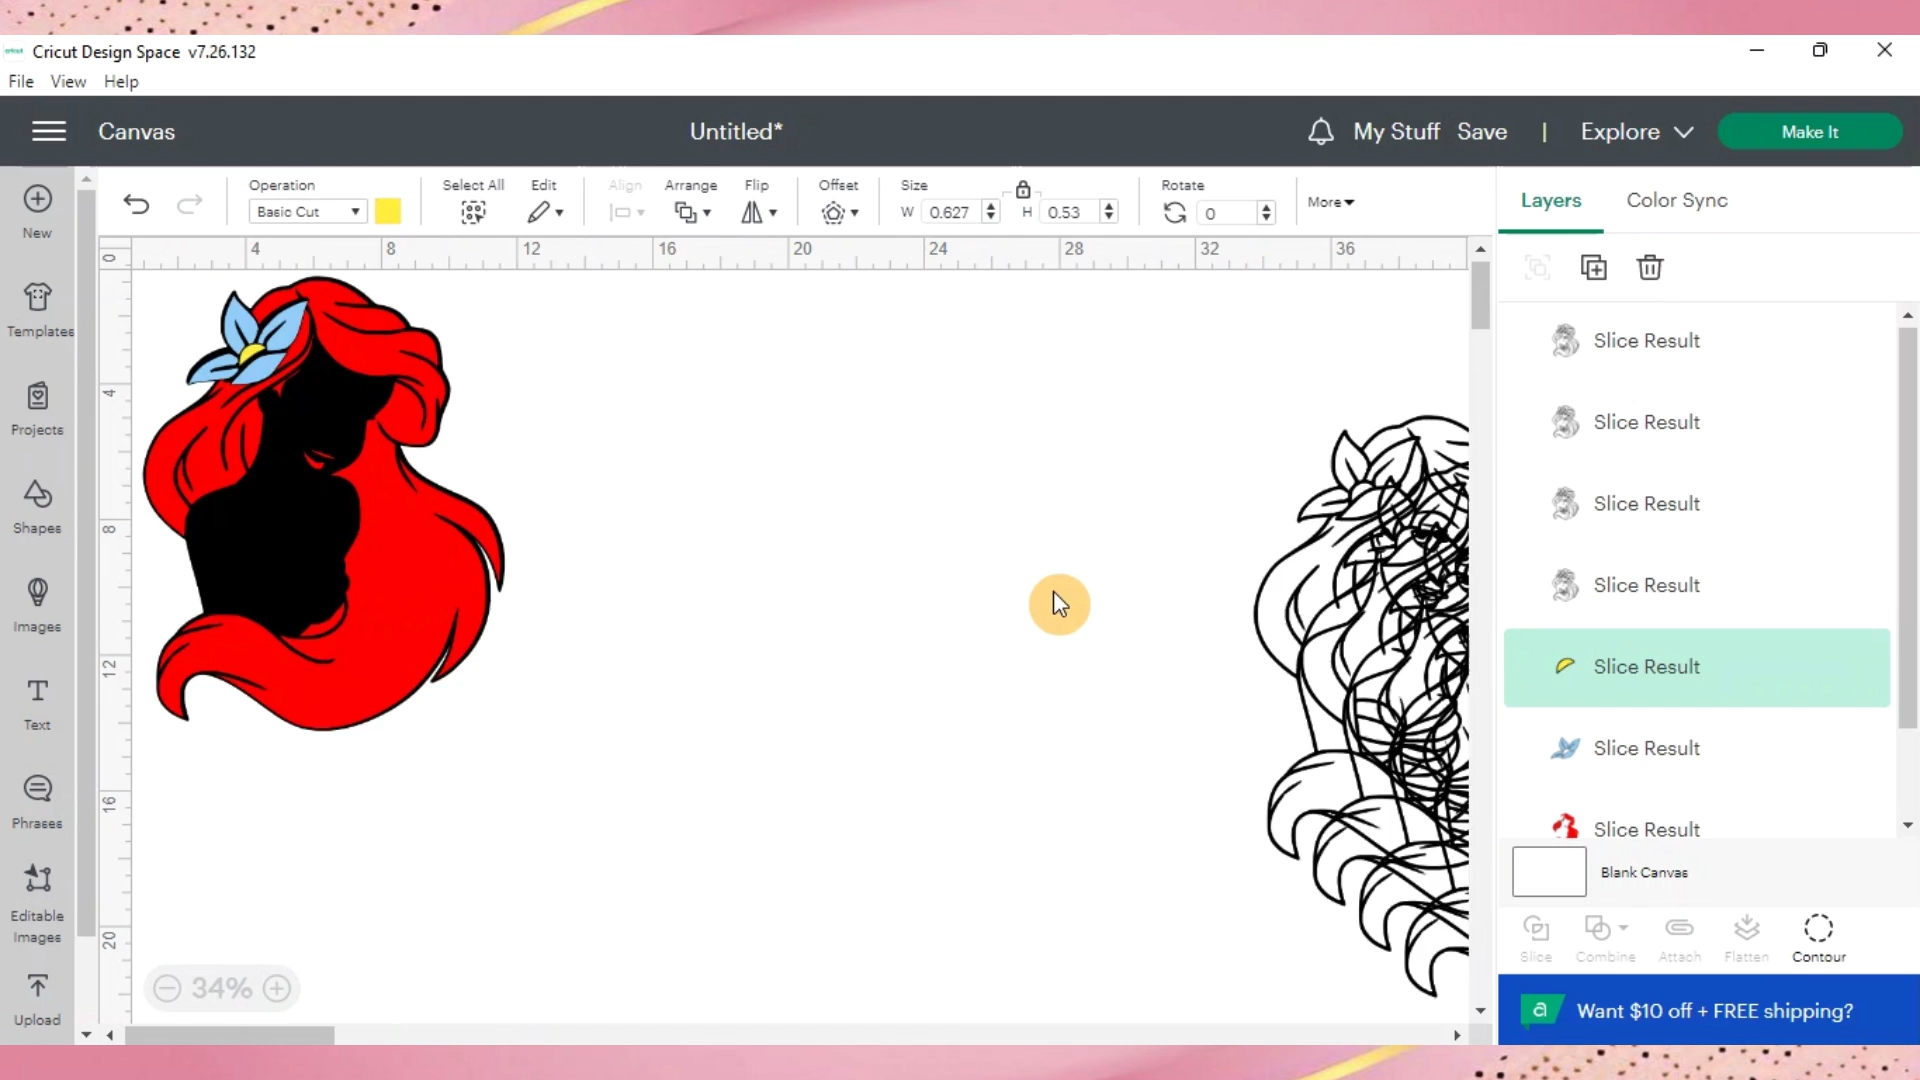 cricut Cricut Design Space v7.26.132
File View Help
Canvas Untitled* My Stuff Save | Explore Make It
New
Templates
Projects
Shapes
Images
Text
Phrases
Editable
Images
Upload
Operation Select All Edit Align Arrange Flip Offset Size Rotate
Basic Cut W 0.627 H 0.53 0 More
0 4 8 12 16 20 24 28 32 36
4
8
12
16
20
34%
Layers Color Sync
Slice Result
Slice Result
Slice Result
Slice Result
Slice Result
Slice Result
Slice Result
Blank Canvas
Slice Combine Attach Flatten Contour
a Want $10 off + FREE shipping?